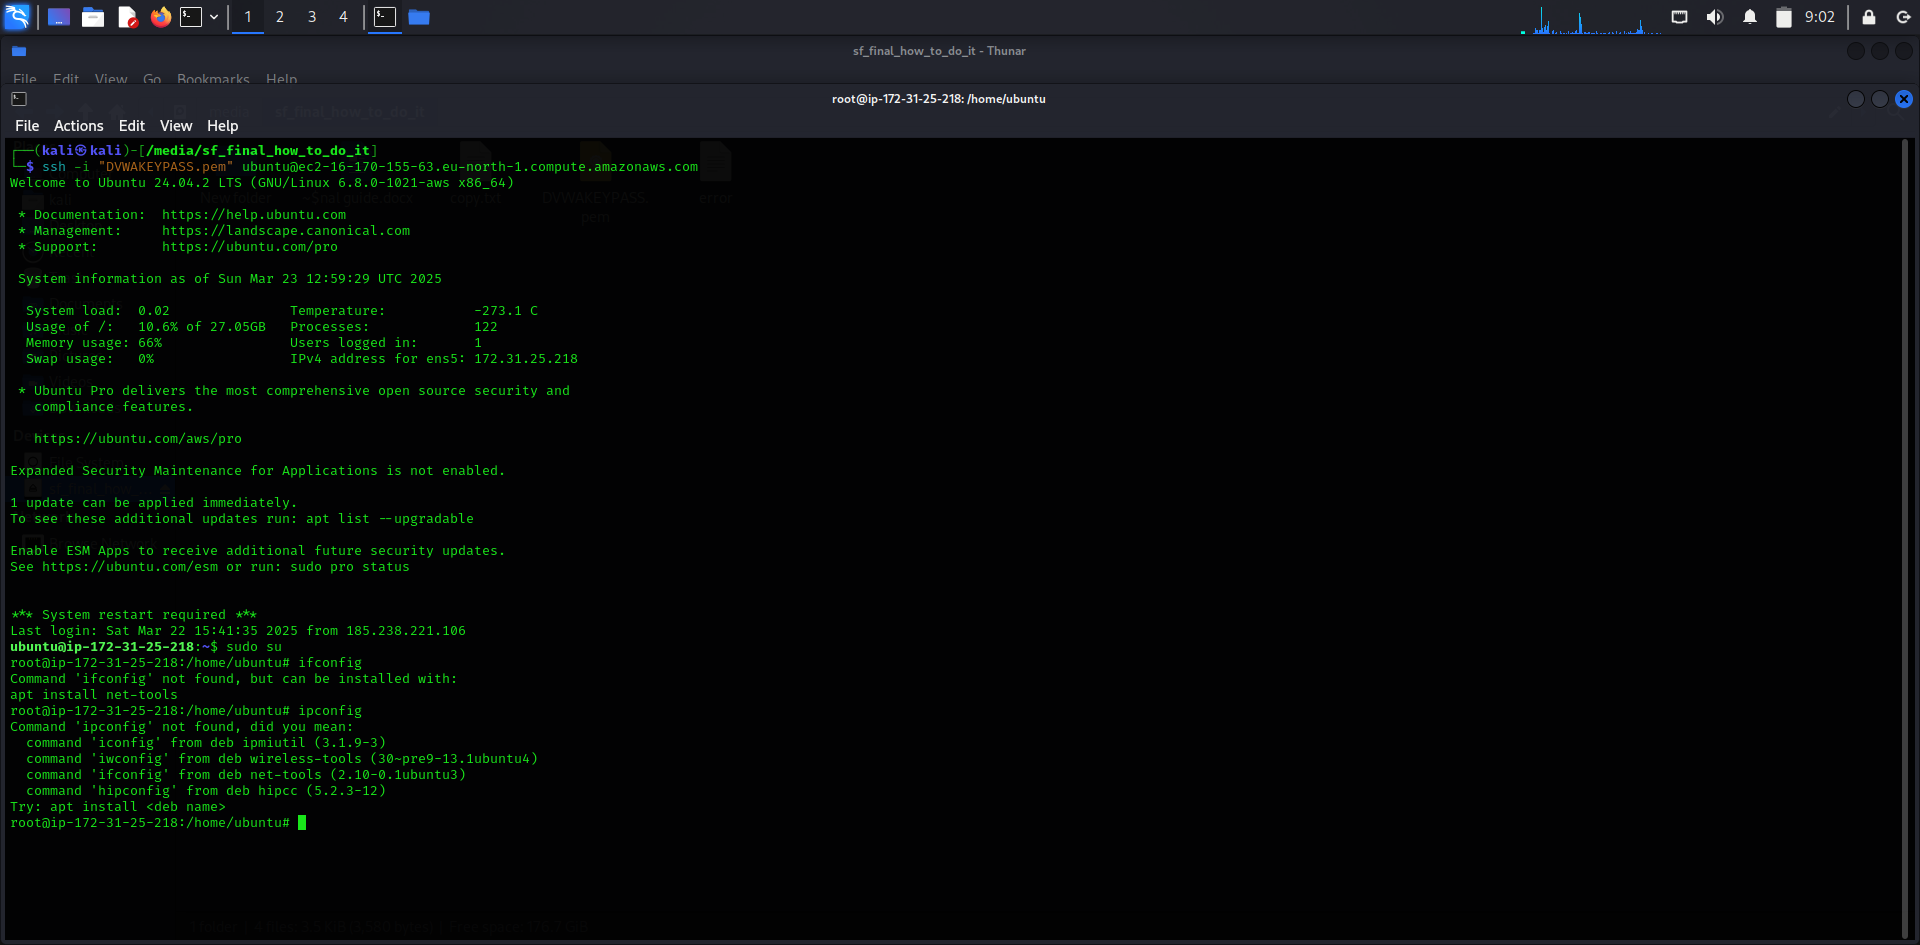 1 2 3 4 9:02
sf_final_how_to_do_it - Thunar
File Edit View Go Bookmarks Help
root@ip-172-31-25-218: /home/ubuntu
sf_final_how_to_do_it
File Actions Edit View Help
┌──(kali㉿kali)-[/media/sf_final_how_to_do_it]
└─$ ssh -i "DVWAKEYPASS.pem" ubuntu@ec2-16-170-155-63.eu-north-1.compute.amazonaws.com
Welcome to Ubuntu 24.04.2 LTS (GNU/Linux 6.8.0-1021-aws x86_64)
copy.txt DVWAKEYPASS. error
pem
* Documentation: https://help.ubuntu.com
* Management: https://landscape.canonical.com
* Support: https://ubuntu.com/pro
System information as of Sun Mar 23 12:59:29 UTC 2025
System load: 0.02 Temperature: -273.1 C
Usage of /: 10.6% of 27.05GB Processes: 122
Memory usage: 66% Users logged in: 1
Swap usage: 0% IPv4 address for ens5: 172.31.25.218
* Ubuntu Pro delivers the most comprehensive open source security and
compliance features.
https://ubuntu.com/aws/pro
Expanded Security Maintenance for Applications is not enabled.
1 update can be applied immediately.
To see these additional updates run: apt list --upgradable
Enable ESM Apps to receive additional future security updates.
See https://ubuntu.com/esm or run: sudo pro status
*** System restart required ***
Last login: Sat Mar 22 15:41:35 2025 from 185.238.221.106
ubuntu@ip-172-31-25-218:~$ sudo su
root@ip-172-31-25-218:/home/ubuntu# ifconfig
Command 'ifconfig' not found, but can be installed with:
apt install net-tools
root@ip-172-31-25-218:/home/ubuntu# ipconfig
Command 'ipconfig' not found, did you mean:
command 'iconfig' from deb ipmiutil (3.1.9-3)
command 'iwconfig' from deb wireless-tools (30~pre9-13.1ubuntu4)
command 'ifconfig' from deb net-tools (2.10-0.1ubuntu3)
command 'hipconfig' from deb hipcc (5.2.3-12)
Try: apt install <deb name>
root@ip-172-31-25-218:/home/ubuntu#